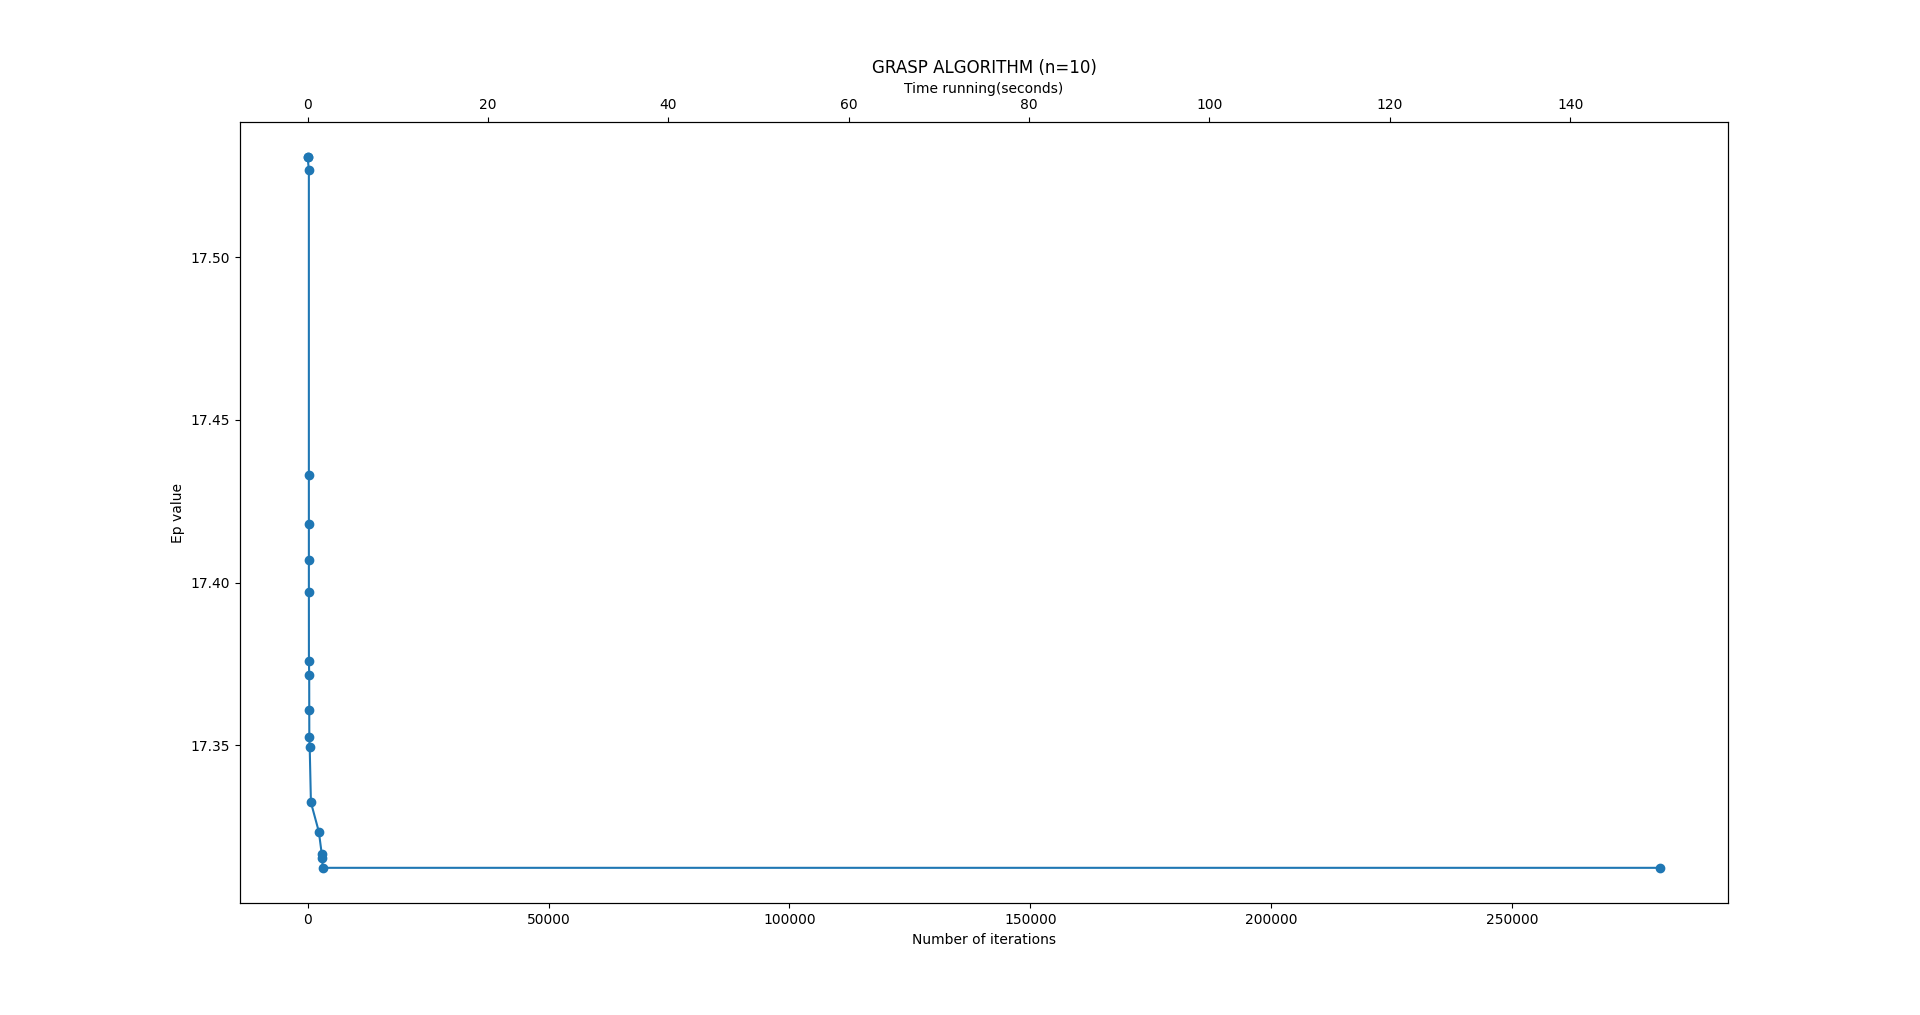 GRASP ALGORITHM (n=10)
Time running(seconds)
0 20 40 60 80 100 120 140
17.50
17.45
17.40
17.35
Ep value
0 50000 100000 150000 200000 250000
Number of iterations